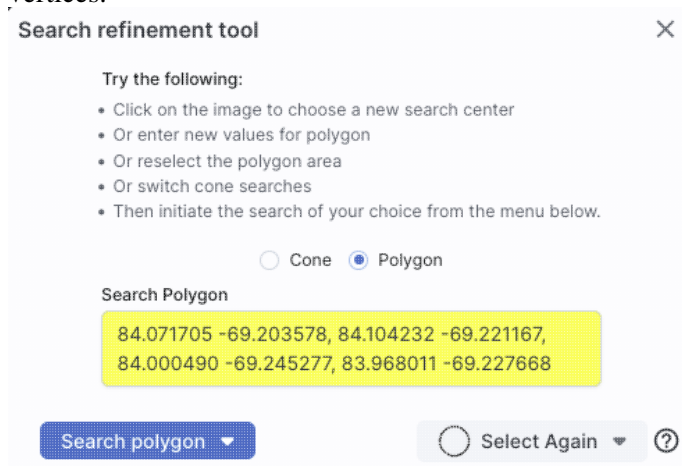 vertices.
Search refinement tool
Try the following:
• Click on the image to choose a new search center
• Or enter new values for polygon
• Or reselect the polygon area
• Or switch cone searches
• Then initiate the search of your choice from the menu below.
Cone Polygon
Search Polygon
84.071705 -69.203578, 84.104232 -69.221167,
84.000490 -69.245277, 83.968011 -69.227668
Search polygon Select Again ?